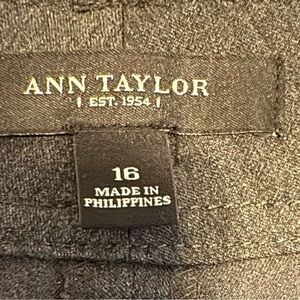 ANN TAYLOR
EST. 1954
16
MADE IN
PHILIPPINES